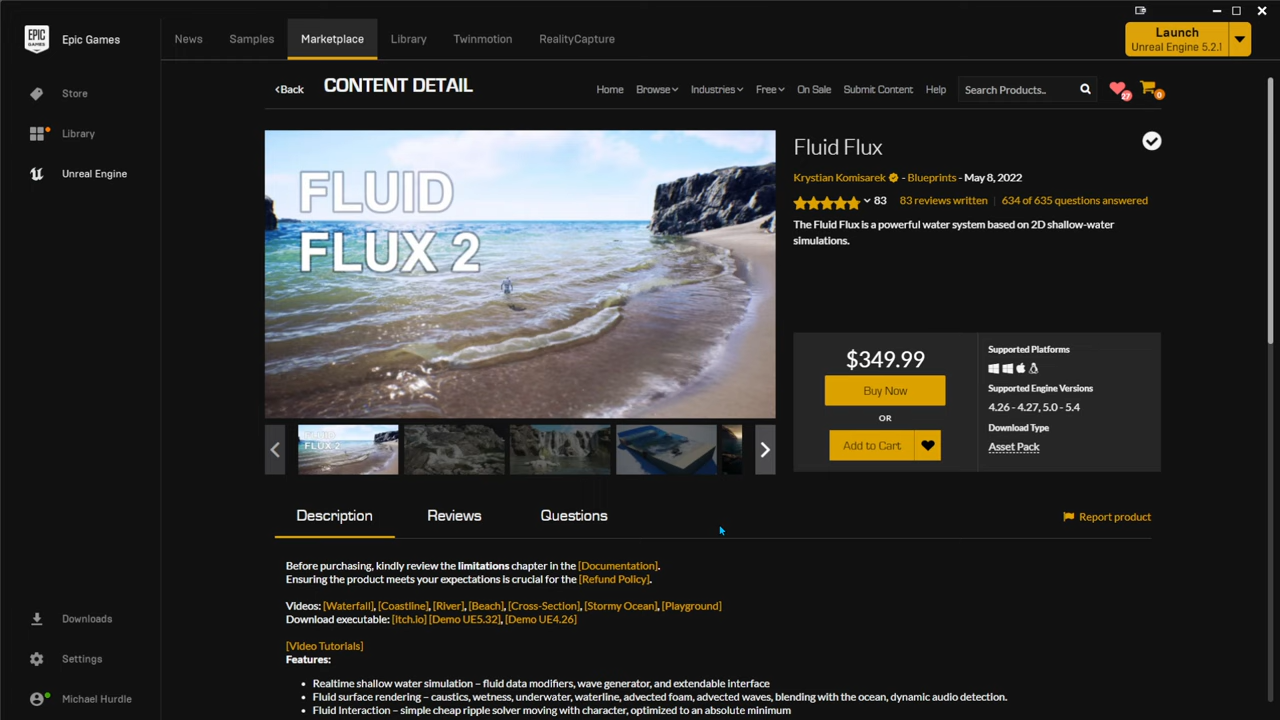 EPIC GAMES
Epic Games
News
Samples
Marketplace
Library
Twinmotion
RealityCapture
Launch
Unreal Engine 5.2.1
Store
Library
Unreal Engine
Downloads
Settings
Michael Hurdle
Back
CONTENT DETAIL
Home
Browse
Industries
Free
On Sale
Submit Content
Help
Search Products..
27
0
FLUID
FLUX 2
FLUID
FLUX 2
Fluid Flux
Krystian Komisarek - Blueprints - May 8, 2022
83 83 reviews written | 634 of 635 questions answered
The Fluid Flux is a powerful water system based on 2D shallow-water
simulations.
$349.99
Buy Now
OR
Add to Cart
Supported Platforms
Supported Engine Versions
4.26 - 4.27, 5.0 - 5.4
Download Type
Asset Pack
Description
Reviews
Questions
Report product
Before purchasing, kindly review the limitations chapter in the [Documentation].
Ensuring the product meets your expectations is crucial for the [Refund Policy].
Videos: [Waterfall], [Coastline], [River], [Beach], [Cross-Section], [Stormy Ocean], [Playground]
Download executable: [Itch.io] [Demo UE5.32], [Demo UE4.26]
[Video Tutorials]
Features:
• Realtime shallow water simulation – fluid data modifiers, wave generator, and extendable interface
• Fluid surface rendering – caustics, wetness, underwater, waterline, advected foam, advected waves, blending with the ocean, dynamic audio detection.
• Fluid Interaction – simple cheap ripple solver moving with character, optimized to an absolute minimum